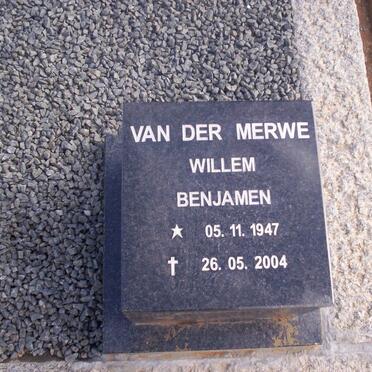 VAN DER MERWE
WILLEM
BENJAMEN
★ 05. 11. 1947
✝ 26. 05. 2004